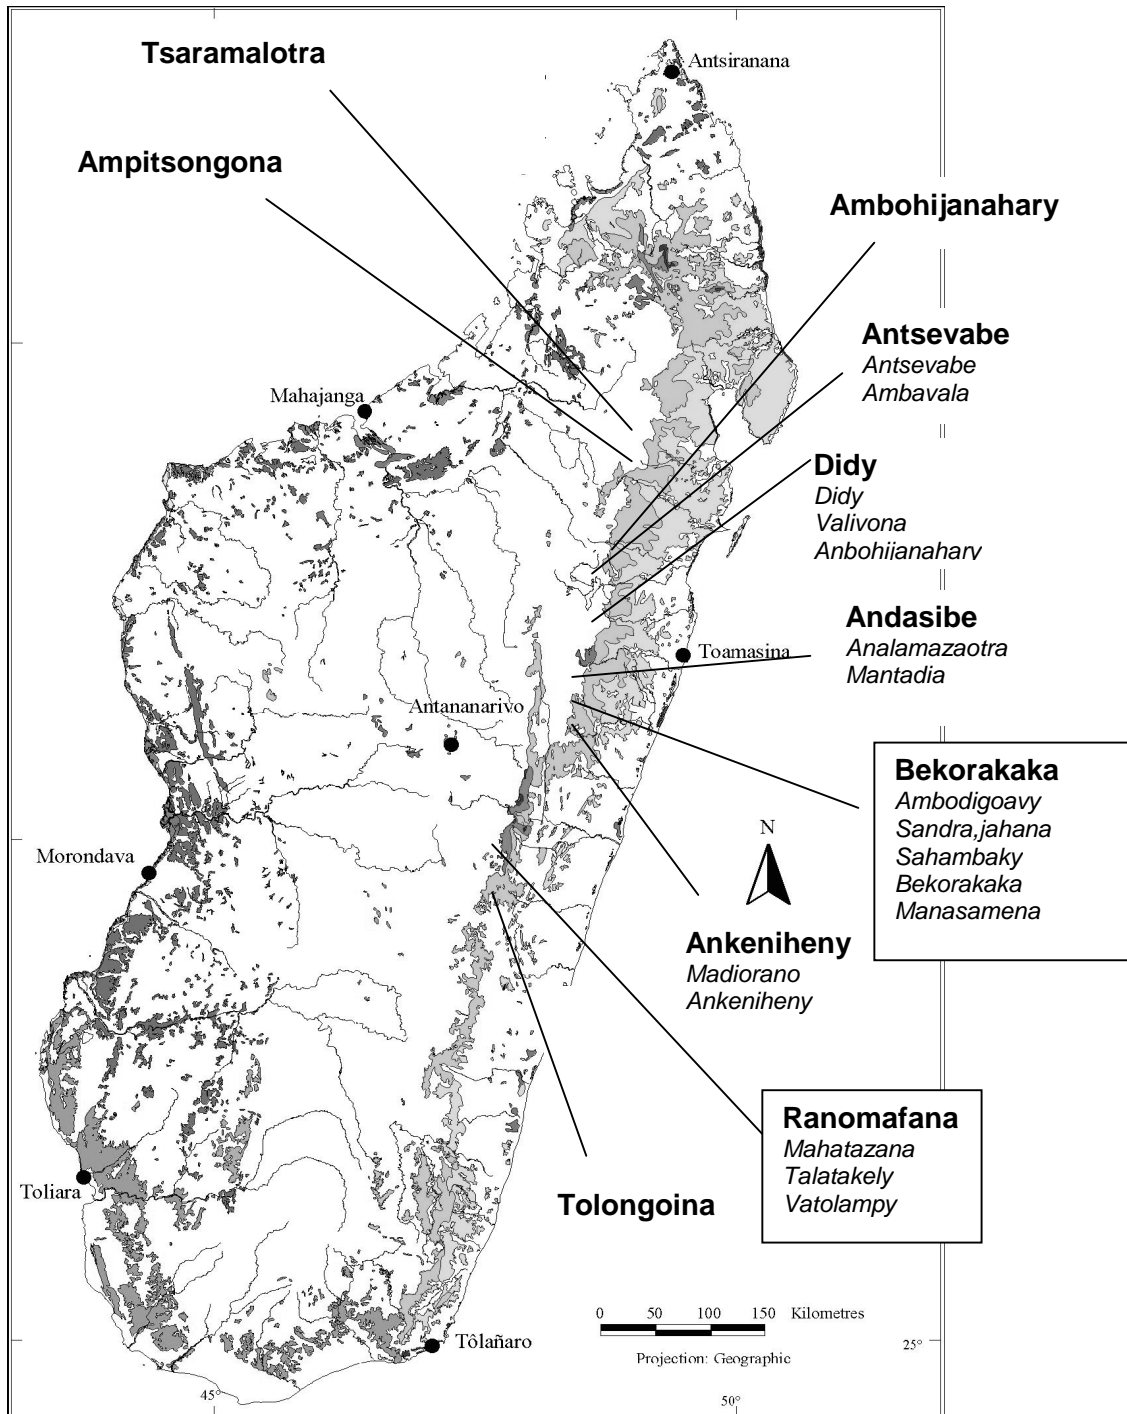 Tsaramalotra
Antsiranana
Ampitsongona
Ambohijanahary
Antsevabe
Antsevabe
Ambavala
Mahajanga
Didy
Didy
Valivona
Anbohijanahary
Andasibe
Analamazaotra
Mantadia
Toamasina
Antananarivo
Bekorakaka
Ambodigoavy
Sandra,jahana
Sahambaky
Bekorakaka
Manasamena
N
Morondava
Ankeniheny
Madiorano
Ankeniheny
Ranomafana
Mahatazana
Talatakely
Vatolampy
Toliara
Tolongoina
0 50 100 150 Kilometres
Projection: Geographic
Tôlañaro
25°
45°
50°